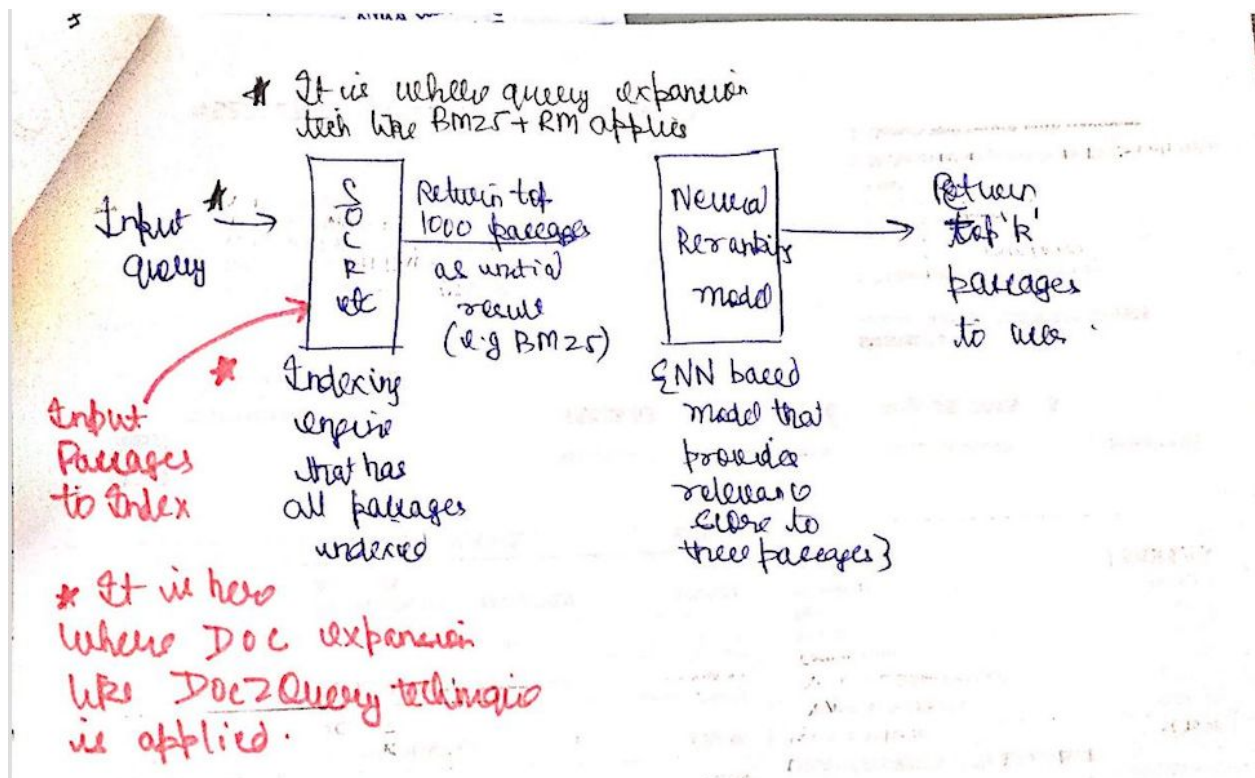 * It is where query expansion
tech like BM25 + RM applies
Input
query
S
O
L
R
etc
Return top
1000 passages
as initial
result
(e.g BM25)
Neural
Reranking
model
Return
top 'k'
passages
to user.
Indexing
engine
that has
all passages
indexed
{NN based
model that
provides
relevance
score to
these passages}
Input
Passages
to Index
* It is here
where DOC expansion
like Doc2Query technique
is applied.